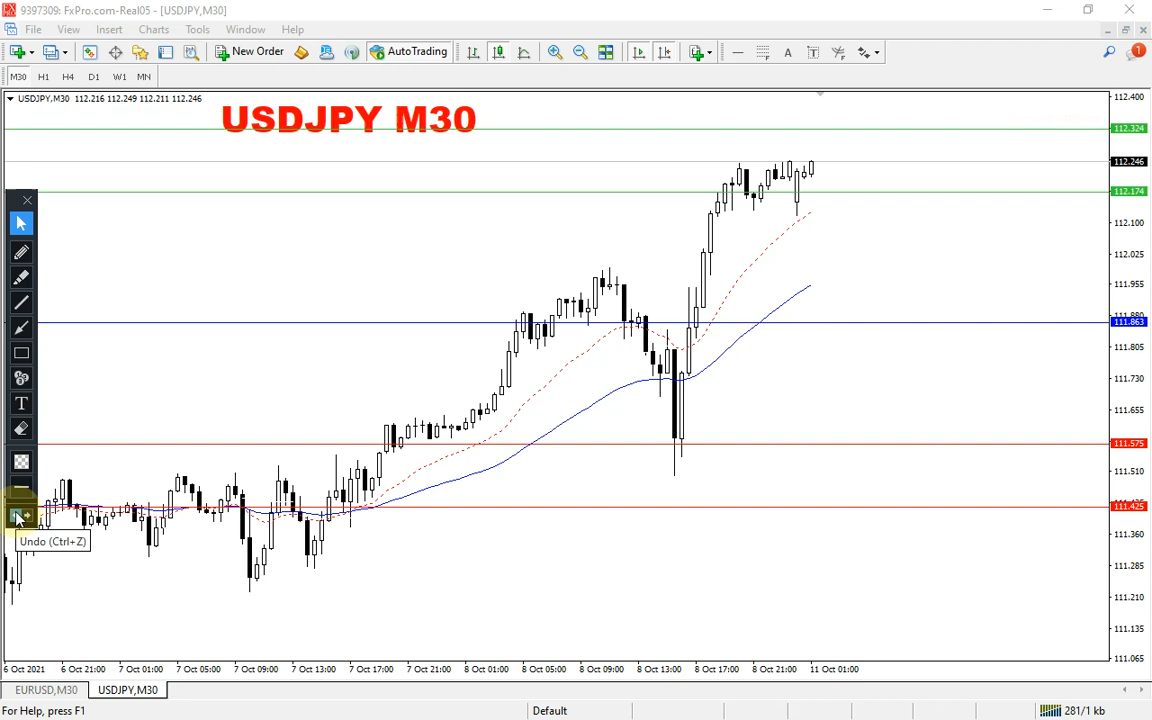 9397309: FxPro.com-Real05 - [USDJPY,M30]
File View Insert Charts Tools Window Help
New Order AutoTrading A T 1
M30 H1 H4 D1 W1 MN
USDJPY,M30 112.216 112.249 112.211 112.246
USDJPY M30
112.400
112.324
112.246
112.174
112.100
112.025
111.955
111.863
111.805
111.730
111.655
111.575
111.510
111.425
111.360
111.285
111.210
111.135
111.065
T
Undo (Ctrl+Z)
6 Oct 2021 6 Oct 21:00 7 Oct 01:00 7 Oct 05:00 7 Oct 09:00 7 Oct 13:00 7 Oct 17:00 7 Oct 21:00 8 Oct 01:00 8 Oct 05:00 8 Oct 09:00 8 Oct 13:00 8 Oct 17:00 8 Oct 21:00 11 Oct 01:00
EURUSD,M30 USDJPY,M30
For Help, press F1 Default 281/1 kb